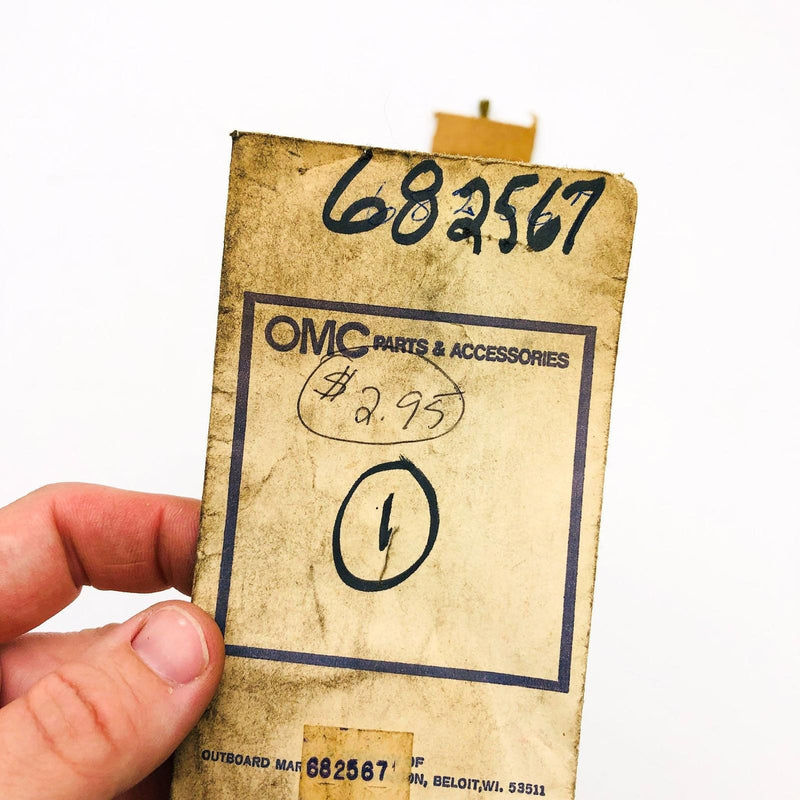 682567
OMC PARTS & ACCESSORIES
$2.95
1
OUTBOARD MAR 682567 OF
ON, BELOIT, WI. 53511